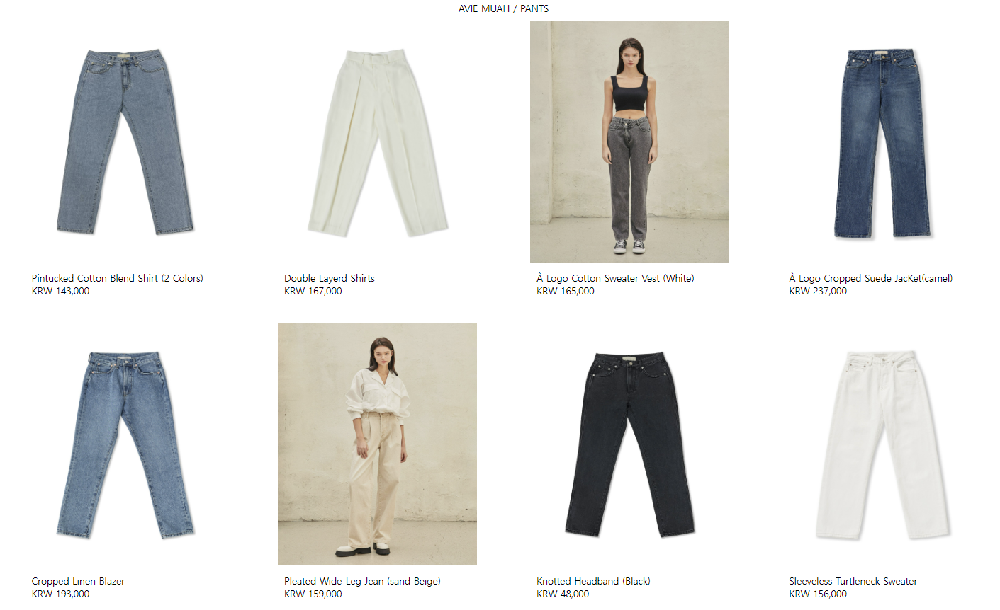 AVIE MUAH / PANTS
Pintucked Cotton Blend Shirt (2 Colors)
KRW 143,000
Double Layerd Shirts
KRW 167,000
À Logo Cotton Sweater Vest (White)
KRW 165,000
À Logo Cropped Suede JacKet(camel)
KRW 237,000
Cropped Linen Blazer
KRW 193,000
Pleated Wide-Leg Jean (sand Beige)
KRW 159,000
Knotted Headband (Black)
KRW 48,000
Sleeveless Turtleneck Sweater
KRW 156,000